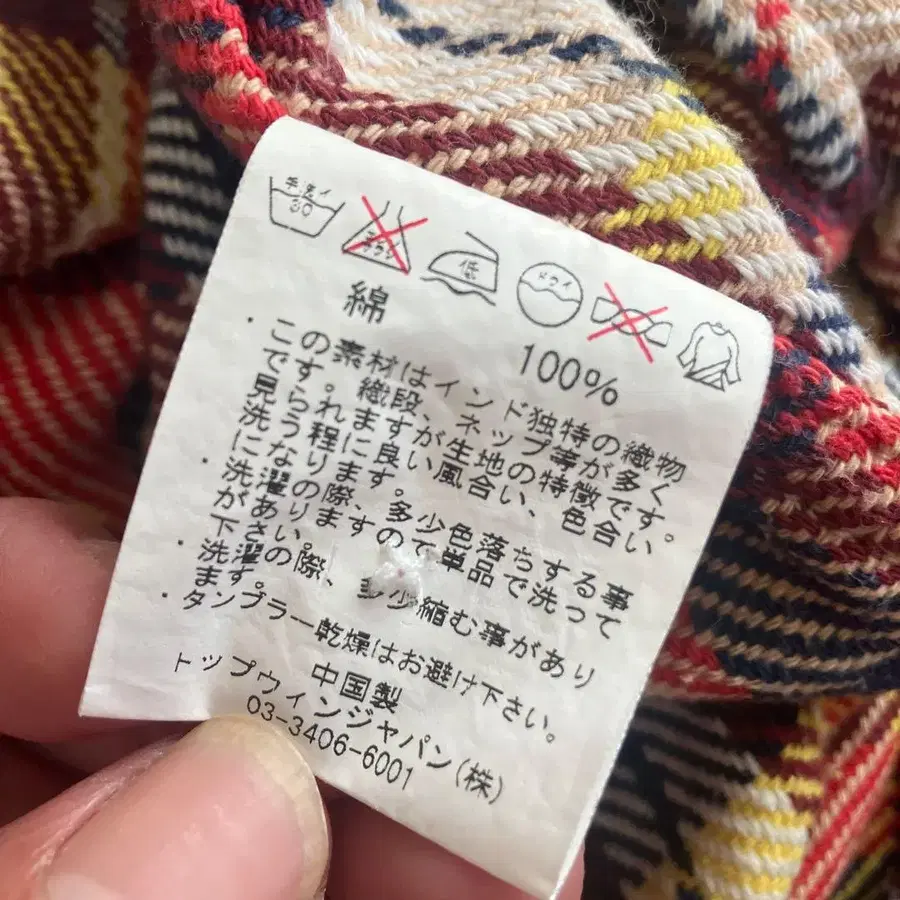 手洗イ
30
低
ドライ
綿 100%
・この素材はインド独特の織物
です。織段、ネップ等が多く
見られますが生地の特徴です。
洗う程に良い風合い、色合い
になります。
・洗濯の際、多少色落ちする事
がありますので単品で洗って
下さい。
・洗濯の際、多少縮む事があり
ます。
・タンブラー乾燥はお避け下さい。
中国製
トップウィンジャパン(株)
03-3406-6001